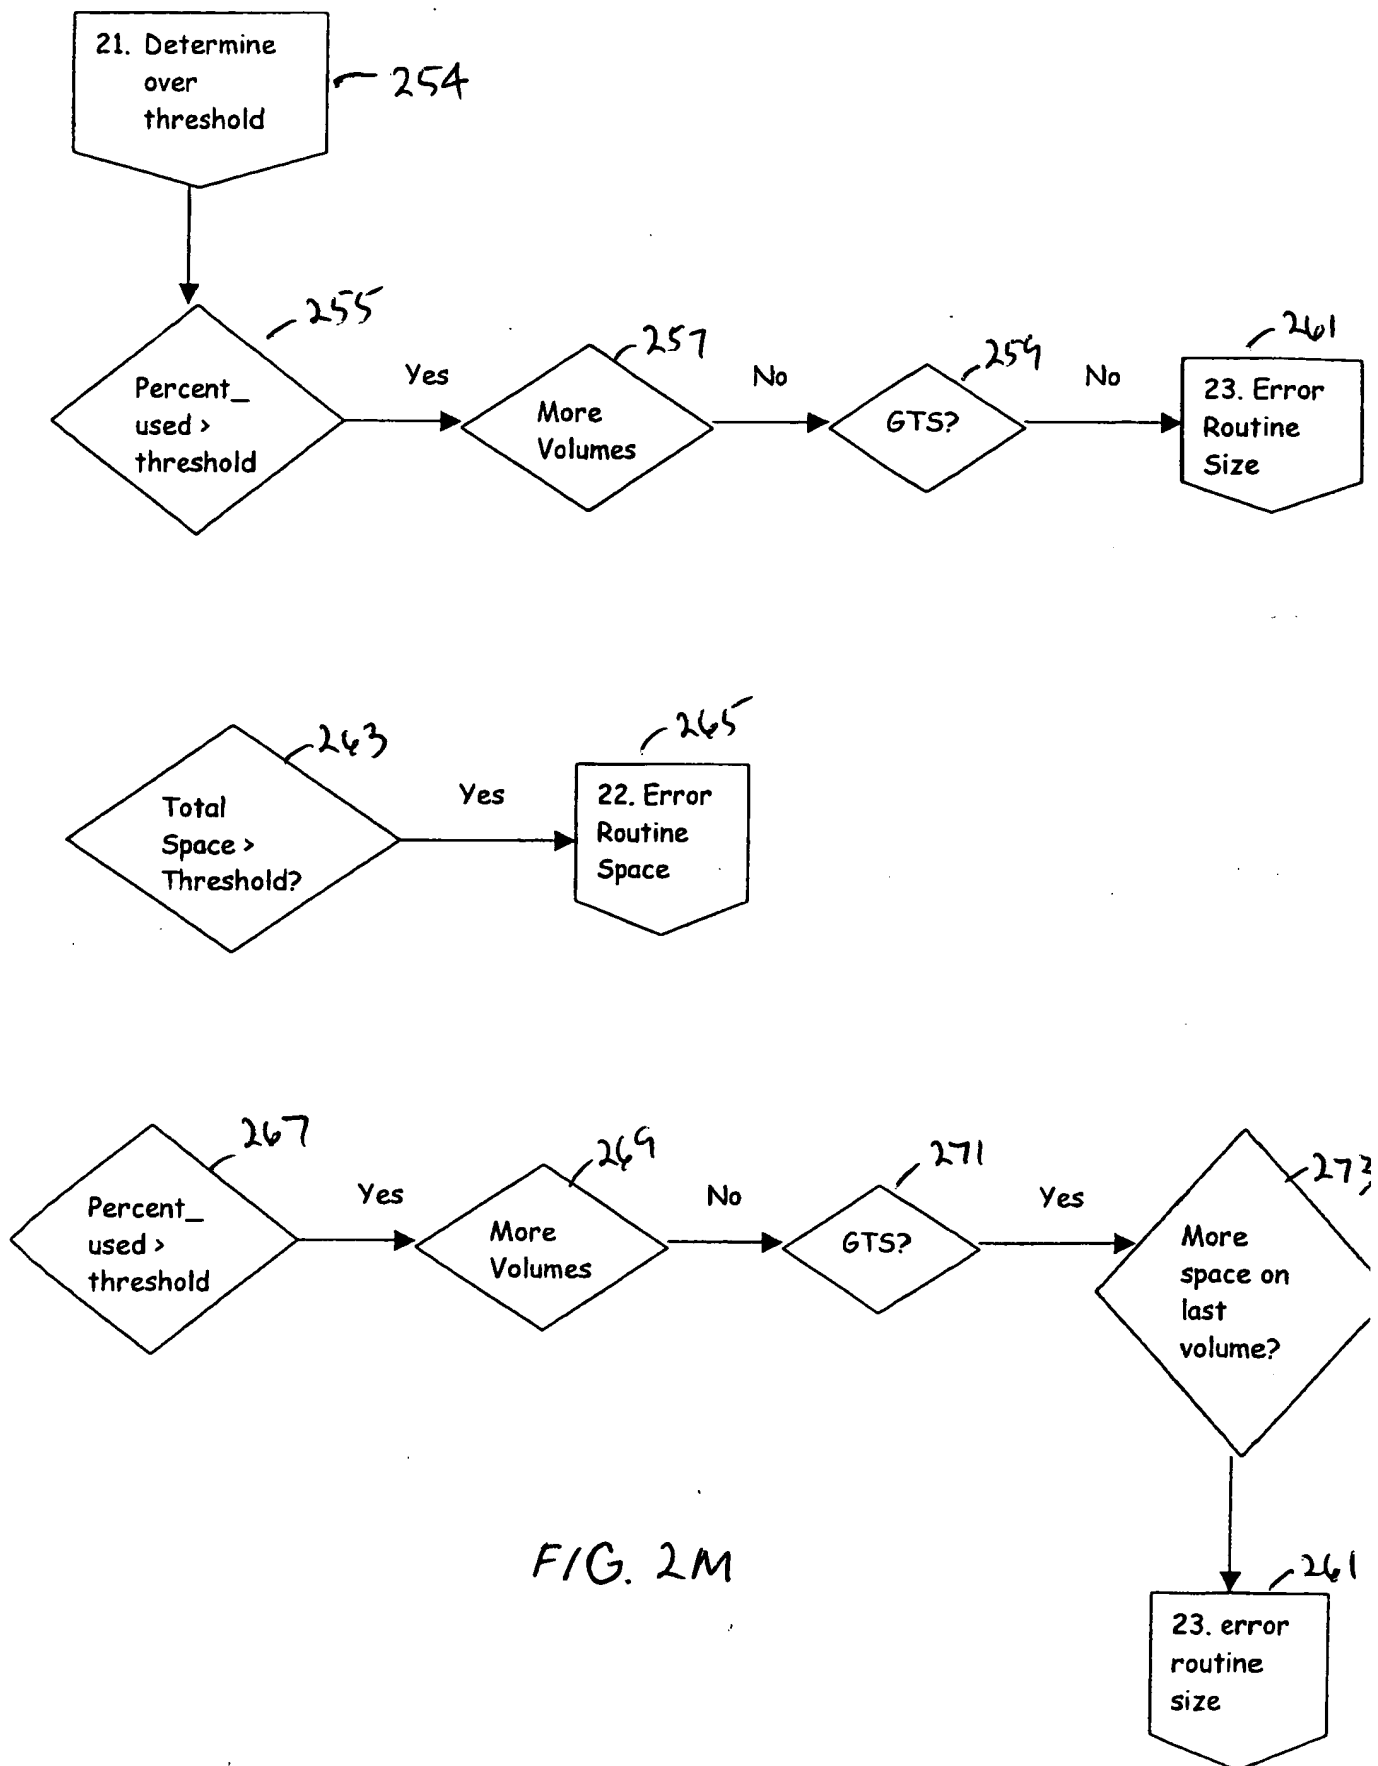 21. Determine
over
threshold
254
255
Percent_
used >
threshold
Yes
257
More
Volumes
No
259
GTS?
No
261
23. Error
Routine
Size
263
Total
Space >
Threshold?
Yes
265
22. Error
Routine
Space
267
Percent_
used >
threshold
Yes
269
More
Volumes
No
271
GTS?
Yes
273
More
space on
last
volume?
261
23. error
routine
size
FIG. 2M